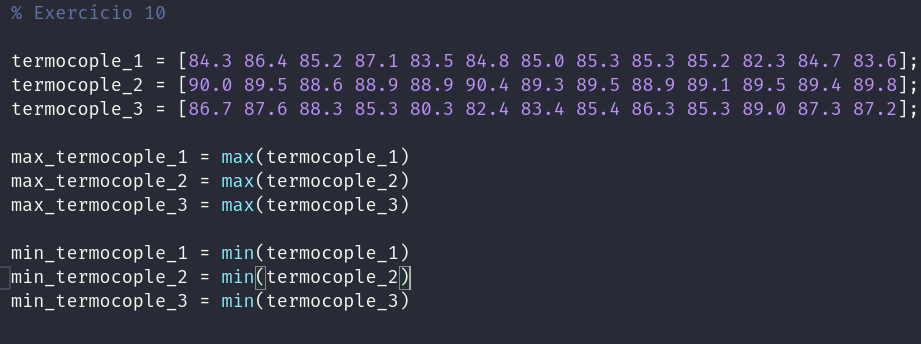 % Exercício 10
termocople_1 = [84.3 86.4 85.2 87.1 83.5 84.8 85.0 85.3 85.3 85.2 82.3 84.7 83.6];
termocople_2 = [90.0 89.5 88.6 88.9 88.9 90.4 89.3 89.5 88.9 89.1 89.5 89.4 89.8];
termocople_3 = [86.7 87.6 88.3 85.3 80.3 82.4 83.4 85.4 86.3 85.3 89.0 87.3 87.2];
max_termocople_1 = max(termocople_1)
max_termocople_2 = max(termocople_2)
max_termocople_3 = max(termocople_3)
min_termocople_1 = min(termocople_1)
min_termocople_2 = min(termocople_2)
min_termocople_3 = min(termocople_3)